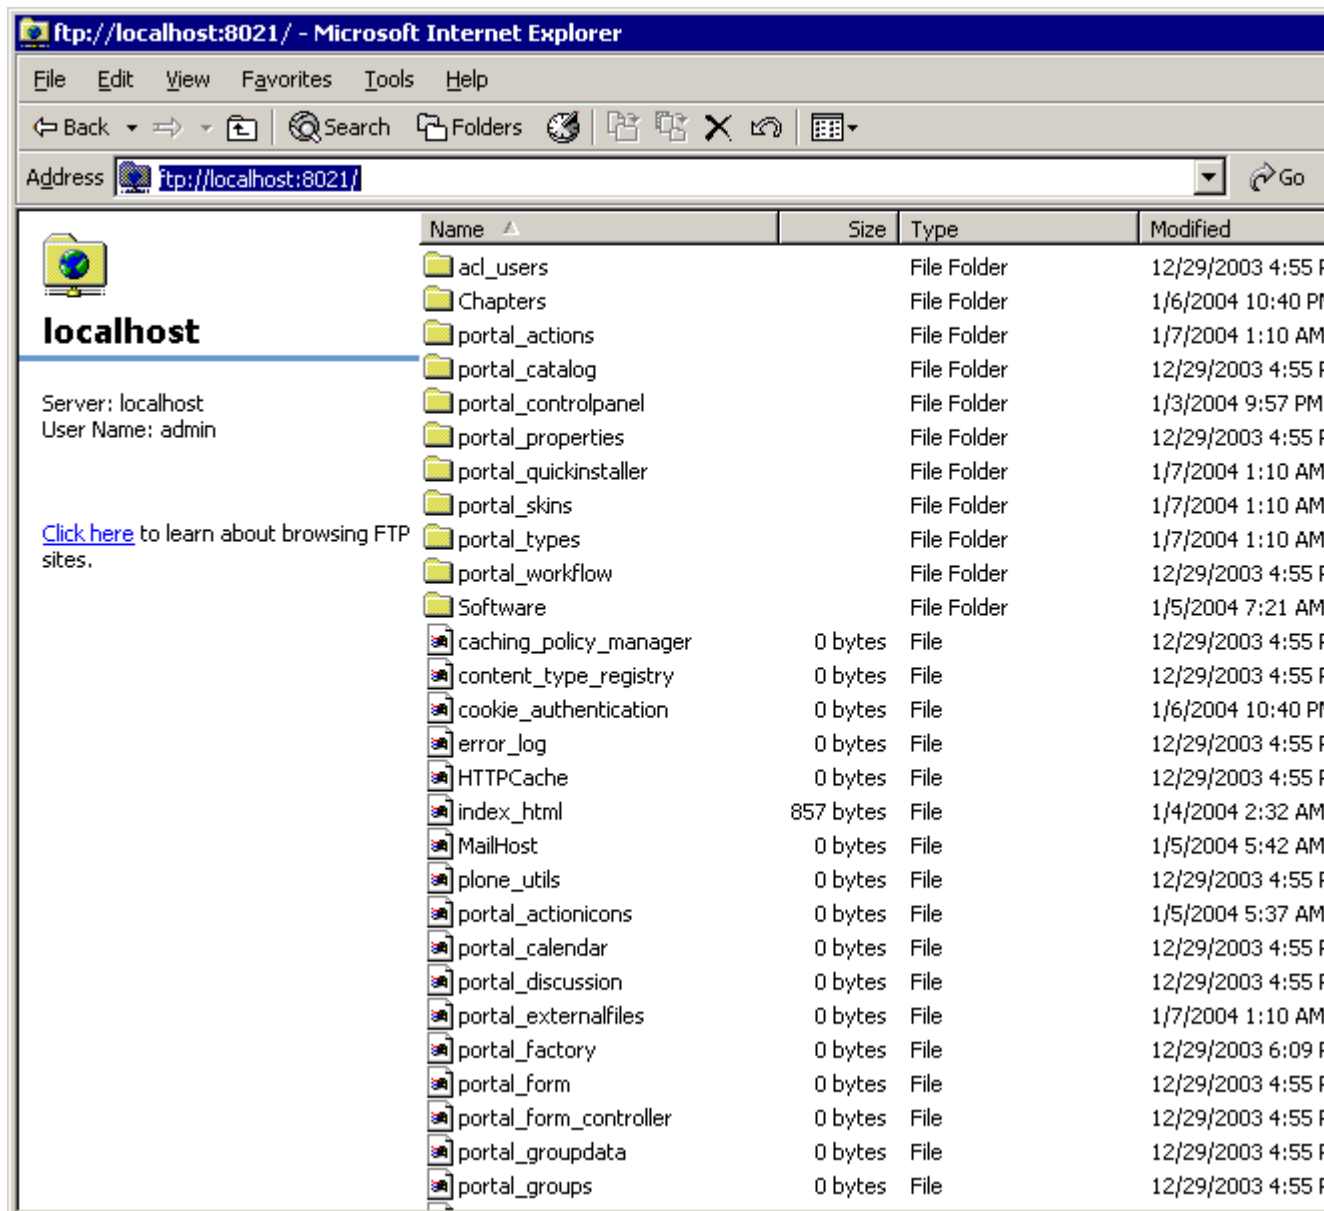 ftp://localhost:8021/ - Microsoft Internet Explorer
File Edit View Favorites Tools Help
Back Search Folders
Address ftp://localhost:8021/ Go
Name Size Type Modified
localhost
Server: localhost
User Name: admin
Click here to learn about browsing FTP
sites.
acl_users File Folder 12/29/2003 4:55 P
Chapters File Folder 1/6/2004 10:40 PM
portal_actions File Folder 1/7/2004 1:10 AM
portal_catalog File Folder 12/29/2003 4:55 P
portal_controlpanel File Folder 1/3/2004 9:57 PM
portal_properties File Folder 12/29/2003 4:55 P
portal_quickinstaller File Folder 1/7/2004 1:10 AM
portal_skins File Folder 1/7/2004 1:10 AM
portal_types File Folder 1/7/2004 1:10 AM
portal_workflow File Folder 12/29/2003 4:55 P
Software File Folder 1/5/2004 7:21 AM
caching_policy_manager 0 bytes File 12/29/2003 4:55 P
content_type_registry 0 bytes File 12/29/2003 4:55 P
cookie_authentication 0 bytes File 1/6/2004 10:40 PM
error_log 0 bytes File 12/29/2003 4:55 P
HTTPCache 0 bytes File 12/29/2003 4:55 P
index_html 857 bytes File 1/4/2004 2:32 AM
MailHost 0 bytes File 1/5/2004 5:42 AM
plone_utils 0 bytes File 12/29/2003 4:55 P
portal_actionicons 0 bytes File 1/5/2004 5:37 AM
portal_calendar 0 bytes File 12/29/2003 4:55 P
portal_discussion 0 bytes File 12/29/2003 4:55 P
portal_externalfiles 0 bytes File 1/7/2004 1:10 AM
portal_factory 0 bytes File 12/29/2003 6:09 P
portal_form 0 bytes File 12/29/2003 4:55 P
portal_form_controller 0 bytes File 12/29/2003 4:55 P
portal_groupdata 0 bytes File 12/29/2003 4:55 P
portal_groups 0 bytes File 12/29/2003 4:55 P